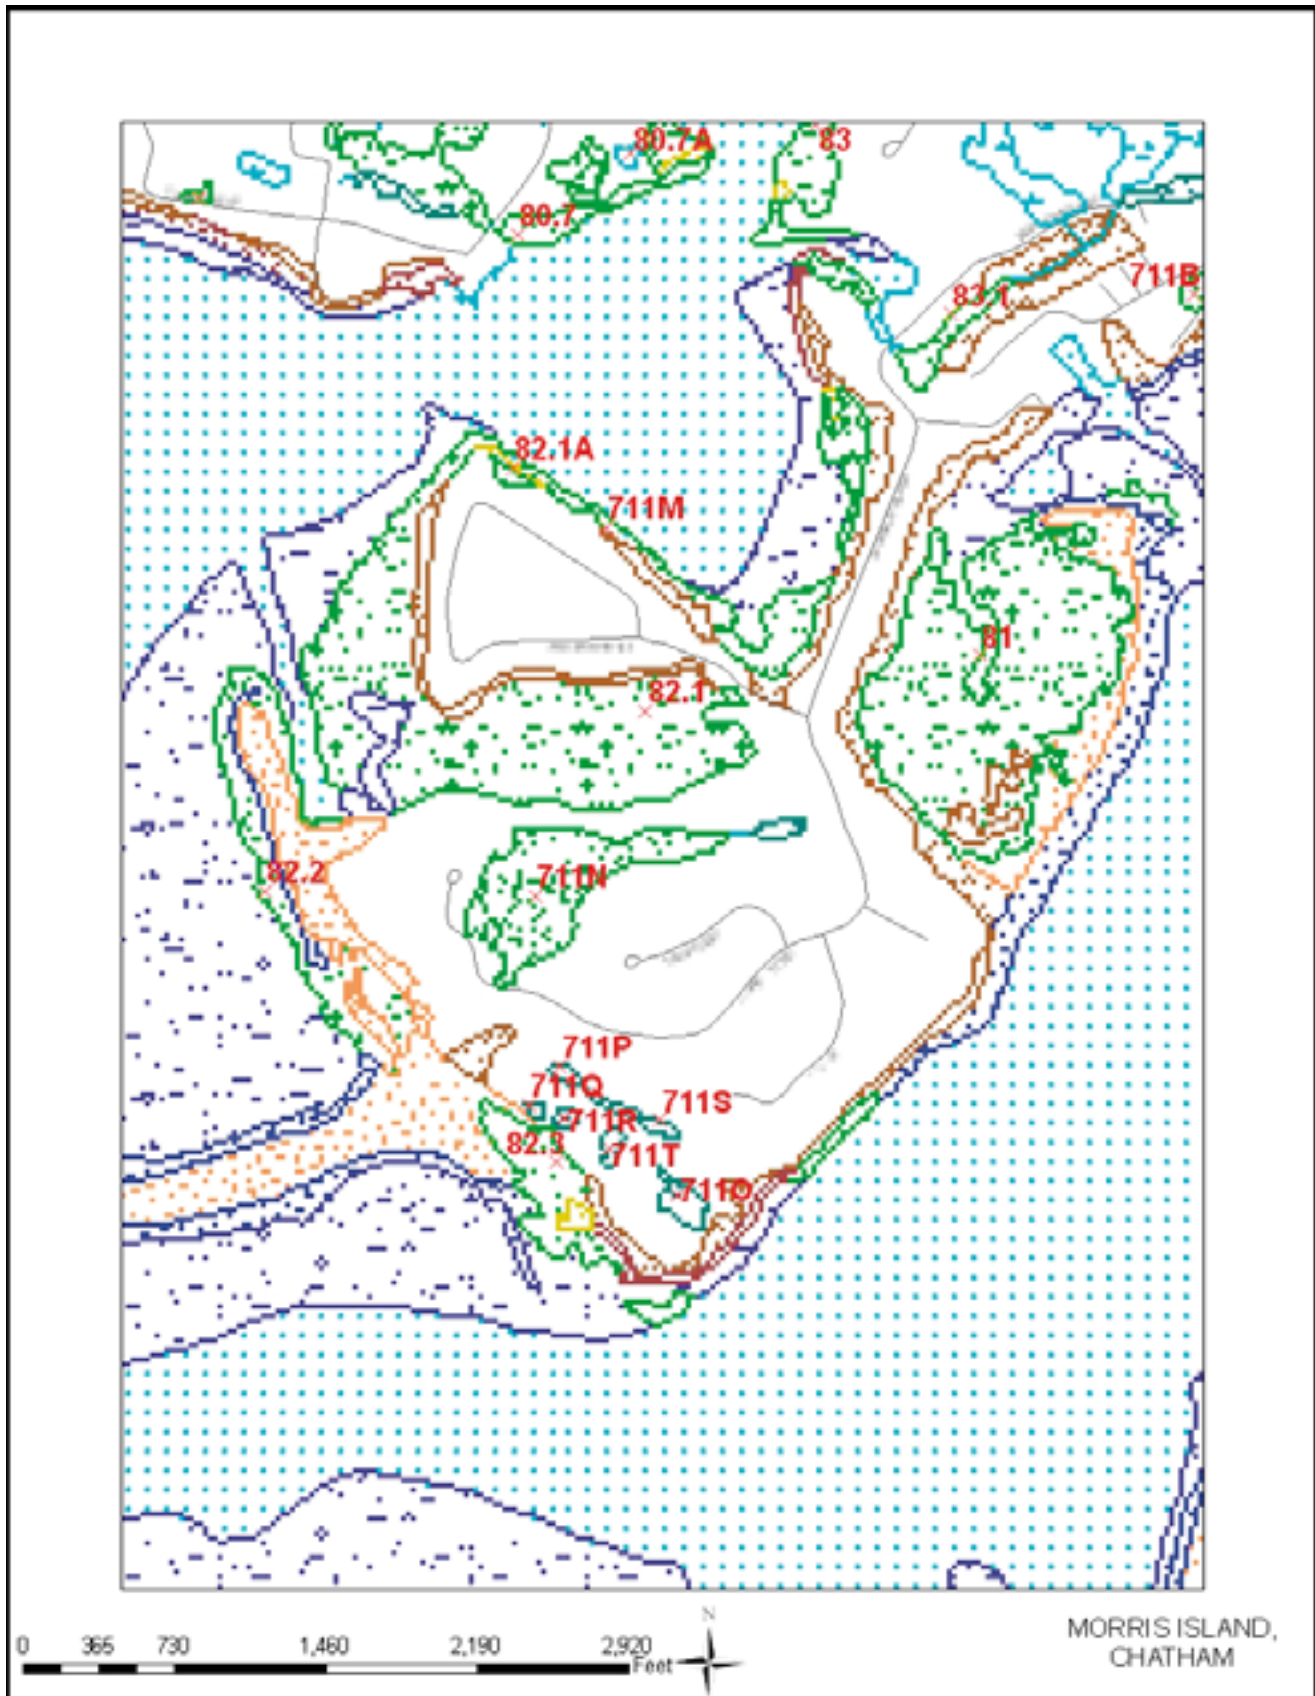 80.7A
83
80.7
711B
83.1
82.1A
711M
81
82.1
82.2
711N
711P
711Q
711R
711S
82.3
711T
711O
N
0 365 730 1,460 2,190 2,920
Feet
MORRIS ISLAND,
CHATHAM